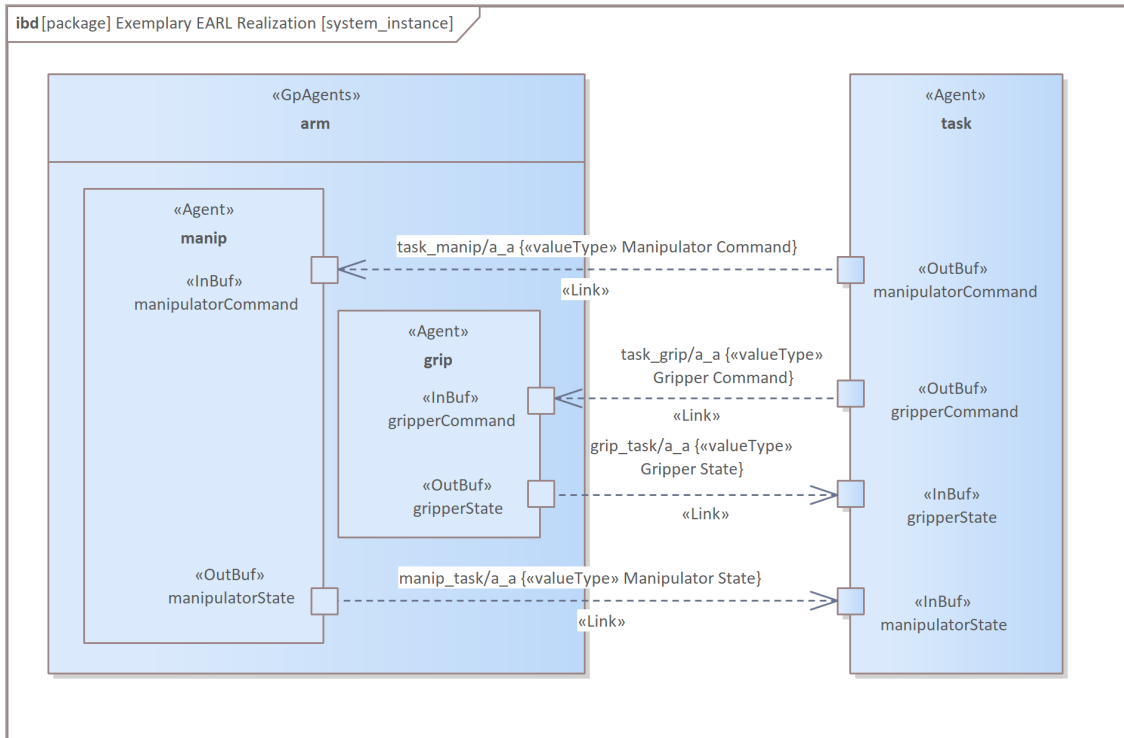 ibd [package] Exemplary EARL Realization [system_instance]
«GpAgents»
arm
«Agent»
task
«Agent»
manip
«InBuf»
manipulatorCommand
task_manip/a_a {«valueType» Manipulator Command}
«Link»
«OutBuf»
manipulatorCommand
«Agent»
grip
«InBuf»
gripperCommand
task_grip/a_a {«valueType»
Gripper Command}
«Link»
«OutBuf»
gripperCommand
«OutBuf»
gripperState
grip_task/a_a {«valueType»
Gripper State}
«Link»
«InBuf»
gripperState
«OutBuf»
manipulatorState
manip_task/a_a {«valueType» Manipulator State}
«Link»
«InBuf»
manipulatorState